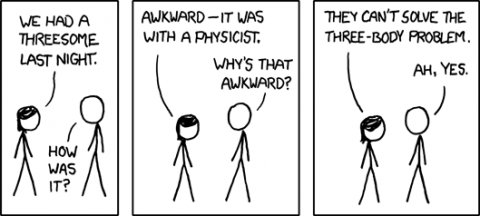 WE HAD A
THREESOME
LAST NIGHT.
HOW
WAS
IT?
AWKWARD—IT WAS
WITH A PHYSICIST.
WHY'S THAT
AWKWARD?
THEY CAN'T SOLVE THE
THREE-BODY PROBLEM.
AH, YES.